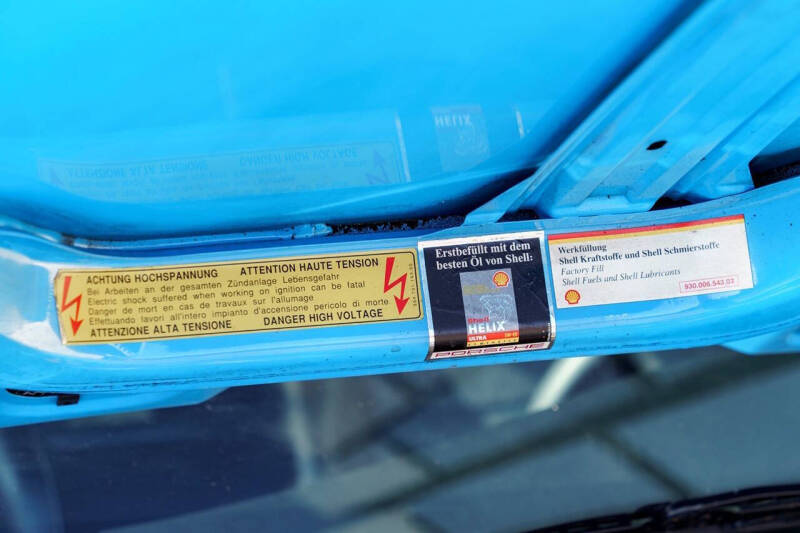 ACHTUNG HOCHSPANNUNG ATTENTION HAUTE TENSION
Bei Arbeiten an der gesamten Zündanlage Lebensgefahr
Electric shock suffered when working on ignition can be fatal
Danger de mort en cas de travaux sur l'allumage
Effettuando lavori all'intero impianto d'accensione pericolo di morte
ATTENZIONE ALTA TENSIONE DANGER HIGH VOLTAGE
Erstbefüllt mit dem
besten Öl von Shell:
Shell
HELIX
ULTRA
PORSCHE
Werkfüllung
Shell Kraftstoffe und Shell Schmierstoffe
Factory Fill
Shell Fuels and Shell Lubricants
930.006.543.03